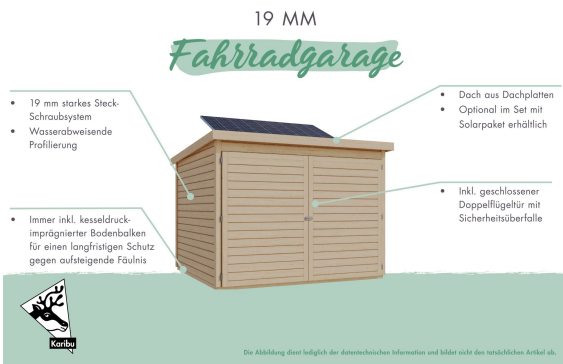 19 MM
Fahrradgarage
• 19 mm starkes Steck-
Schraubsystem
• Wasserabweisende
Profilierung
• Dach aus Dachplatten
• Optional im Set mit
Solarpaket erhältlich
• Inkl. geschlossener
Doppelflügeltür mit
Sicherheitsüberfalle
• Immer inkl. kesseldruck-
imprägnierter Bodenbalken
für einen langfristigen Schutz
gegen aufsteigende Fäulnis
Karibu
Die Abbildung dient lediglich der datentechnischen Information und bildet nicht den tatsächlichen Artikel ab.